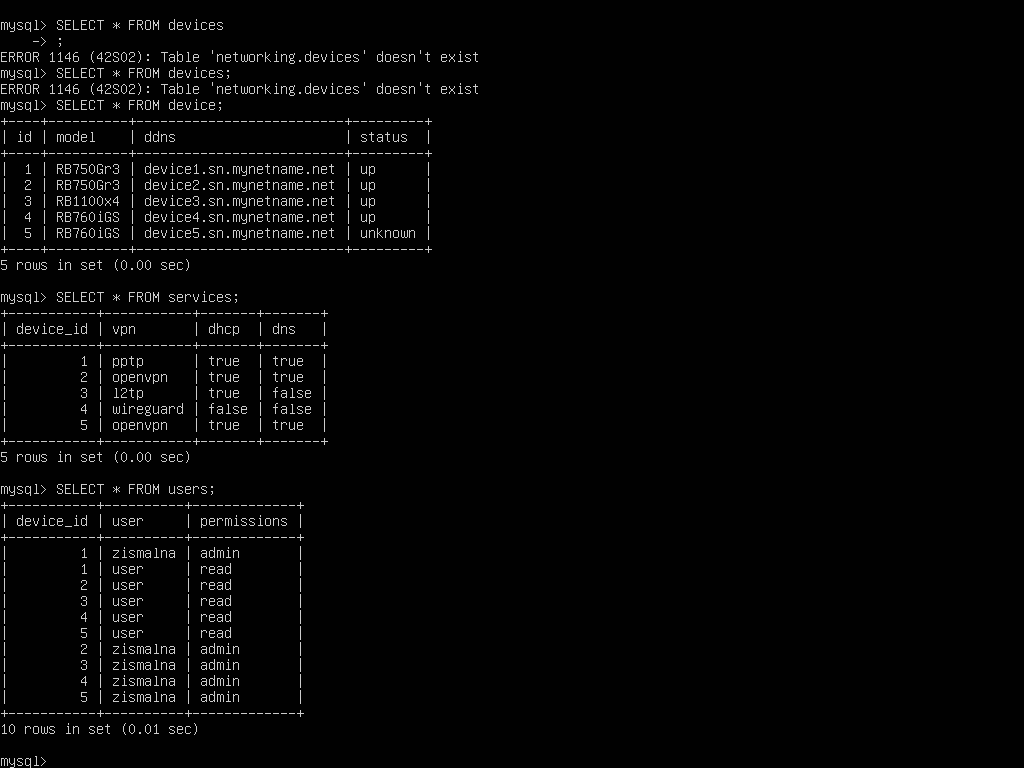 mysql> SELECT * FROM devices
    -> ;
ERROR 1146 (42S02): Table 'networking.devices' doesn't exist
mysql> SELECT * FROM devices;
ERROR 1146 (42S02): Table 'networking.devices' doesn't exist
mysql> SELECT * FROM device;
+----+----------+--------------------------+---------+
| id | model    | ddns                     | status  |
+----+----------+--------------------------+---------+
|  1 | RB750Gr3 | device1.sn.mynetname.net | up      |
|  2 | RB750Gr3 | device2.sn.mynetname.net | up      |
|  3 | RB1100x4 | device3.sn.mynetname.net | up      |
|  4 | RB760iGS | device4.sn.mynetname.net | up      |
|  5 | RB760iGS | device5.sn.mynetname.net | unknown |
+----+----------+--------------------------+---------+
5 rows in set (0.00 sec)

mysql> SELECT * FROM services;
+-----------+-----------+-------+-------+
| device_id | vpn       | dhcp  | dns   |
+-----------+-----------+-------+-------+
|         1 | pptp      | true  | true  |
|         2 | openvpn   | true  | true  |
|         3 | l2tp      | true  | false |
|         4 | wireguard | false | false |
|         5 | openvpn   | true  | true  |
+-----------+-----------+-------+-------+
5 rows in set (0.00 sec)

mysql> SELECT * FROM users;
+-----------+----------+-------------+
| device_id | user     | permissions |
+-----------+----------+-------------+
|         1 | zismalna | admin       |
|         1 | user     | read        |
|         2 | user     | read        |
|         3 | user     | read        |
|         4 | user     | read        |
|         5 | user     | read        |
|         2 | zismalna | admin       |
|         3 | zismalna | admin       |
|         4 | zismalna | admin       |
|         5 | zismalna | admin       |
+-----------+----------+-------------+
10 rows in set (0.01 sec)

mysql>